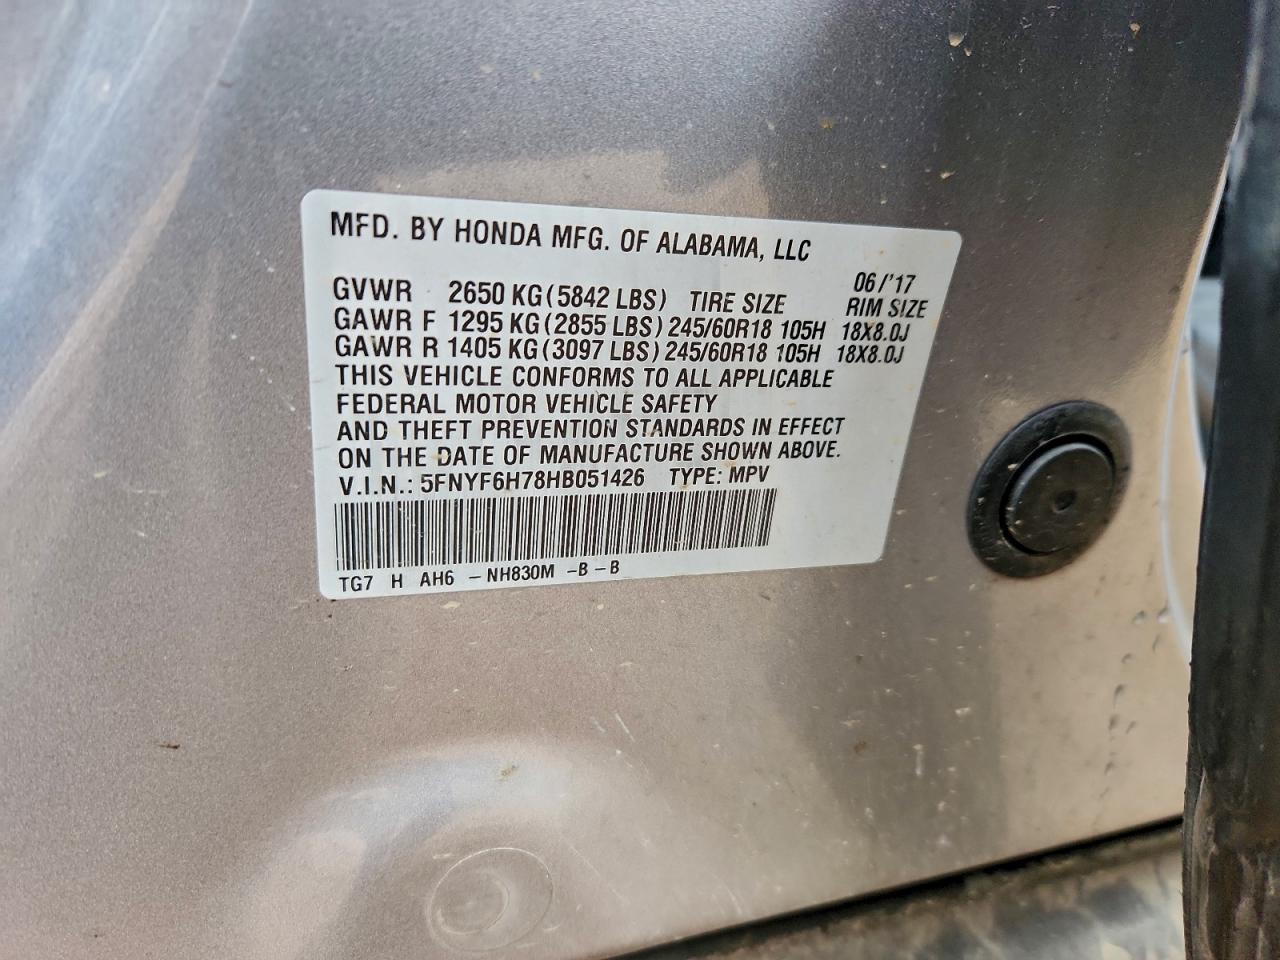 MFD. BY HONDA MFG. OF ALABAMA, LLC
06/'17
GVWR 2650 KG (5842 LBS) TIRE SIZE RIM SIZE
GAWR F 1295 KG (2855 LBS) 245/60R18 105H 18X8.0J
GAWR R 1405 KG (3097 LBS) 245/60R18 105H 18X8.0J
THIS VEHICLE CONFORMS TO ALL APPLICABLE
FEDERAL MOTOR VEHICLE SAFETY
AND THEFT PREVENTION STANDARDS IN EFFECT
ON THE DATE OF MANUFACTURE SHOWN ABOVE.
V.I.N.: 5FNYF6H78HB051426 TYPE: MPV
TG7 H AH6 -NH830M -B-B